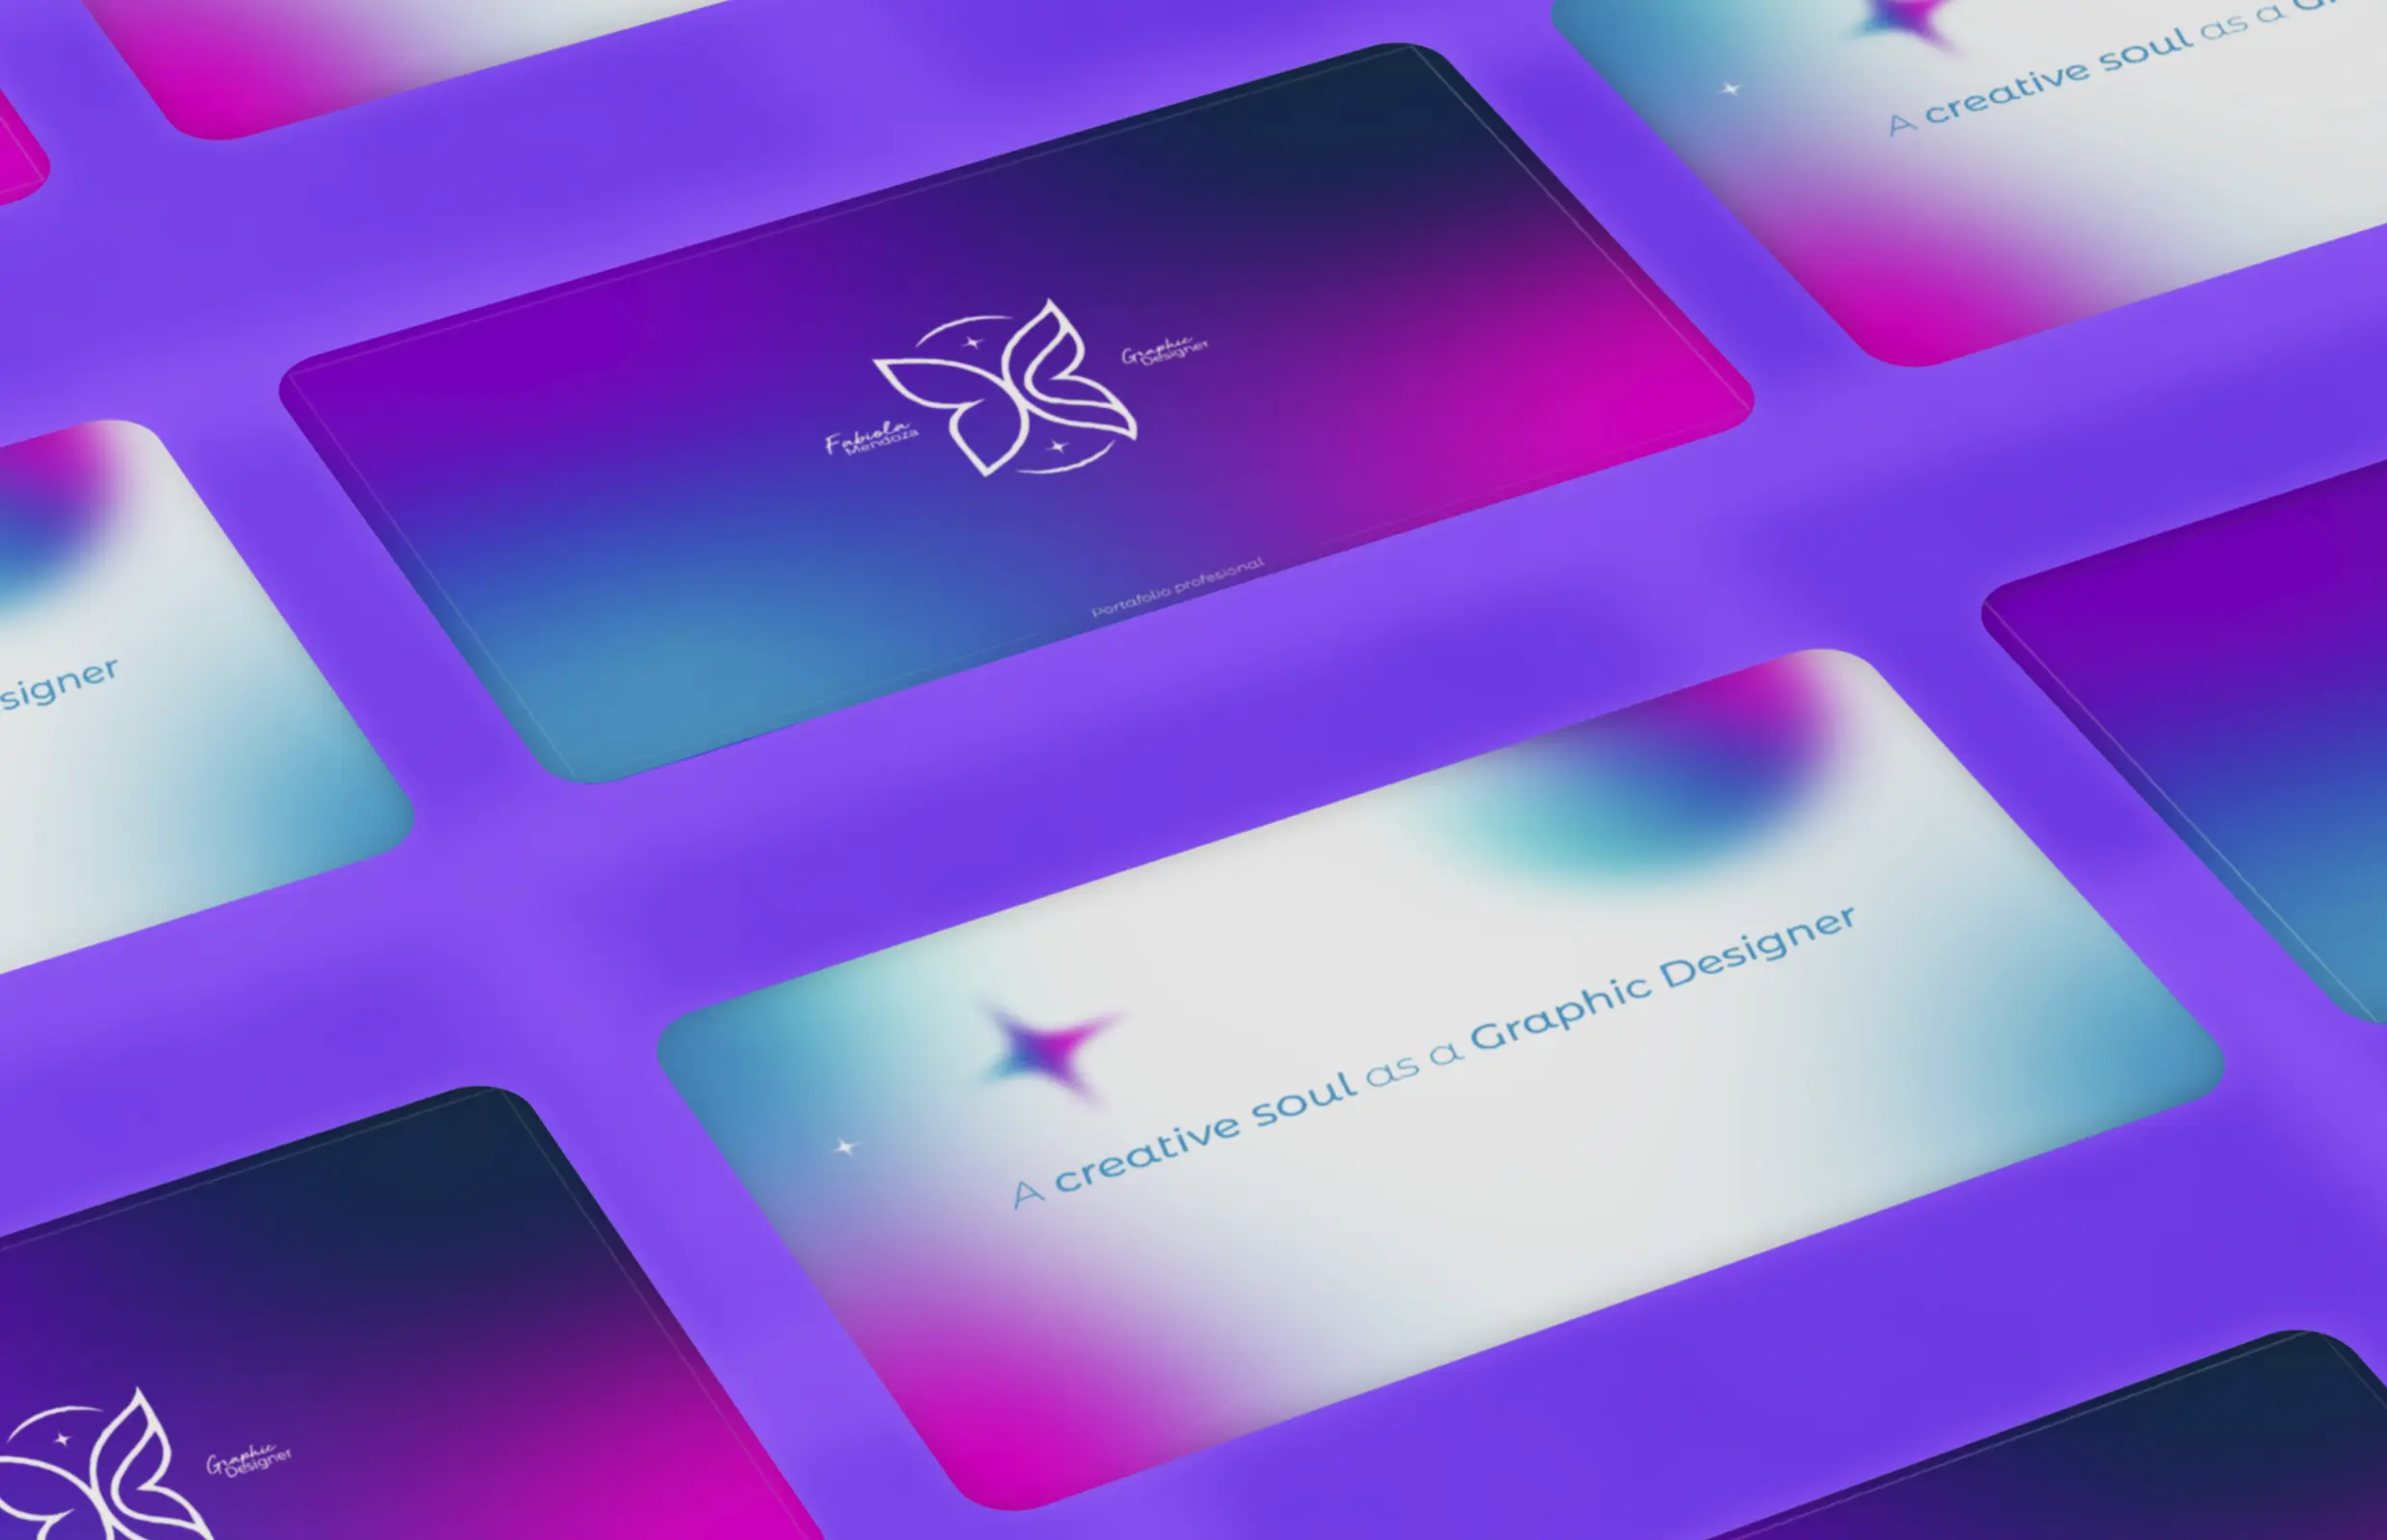 A creative soul as a
Graphic
Designer
Fabiola
Mendoza
Portafolio profesional
signer
A creative soul as a Graphic Designer
Graphic
Designer